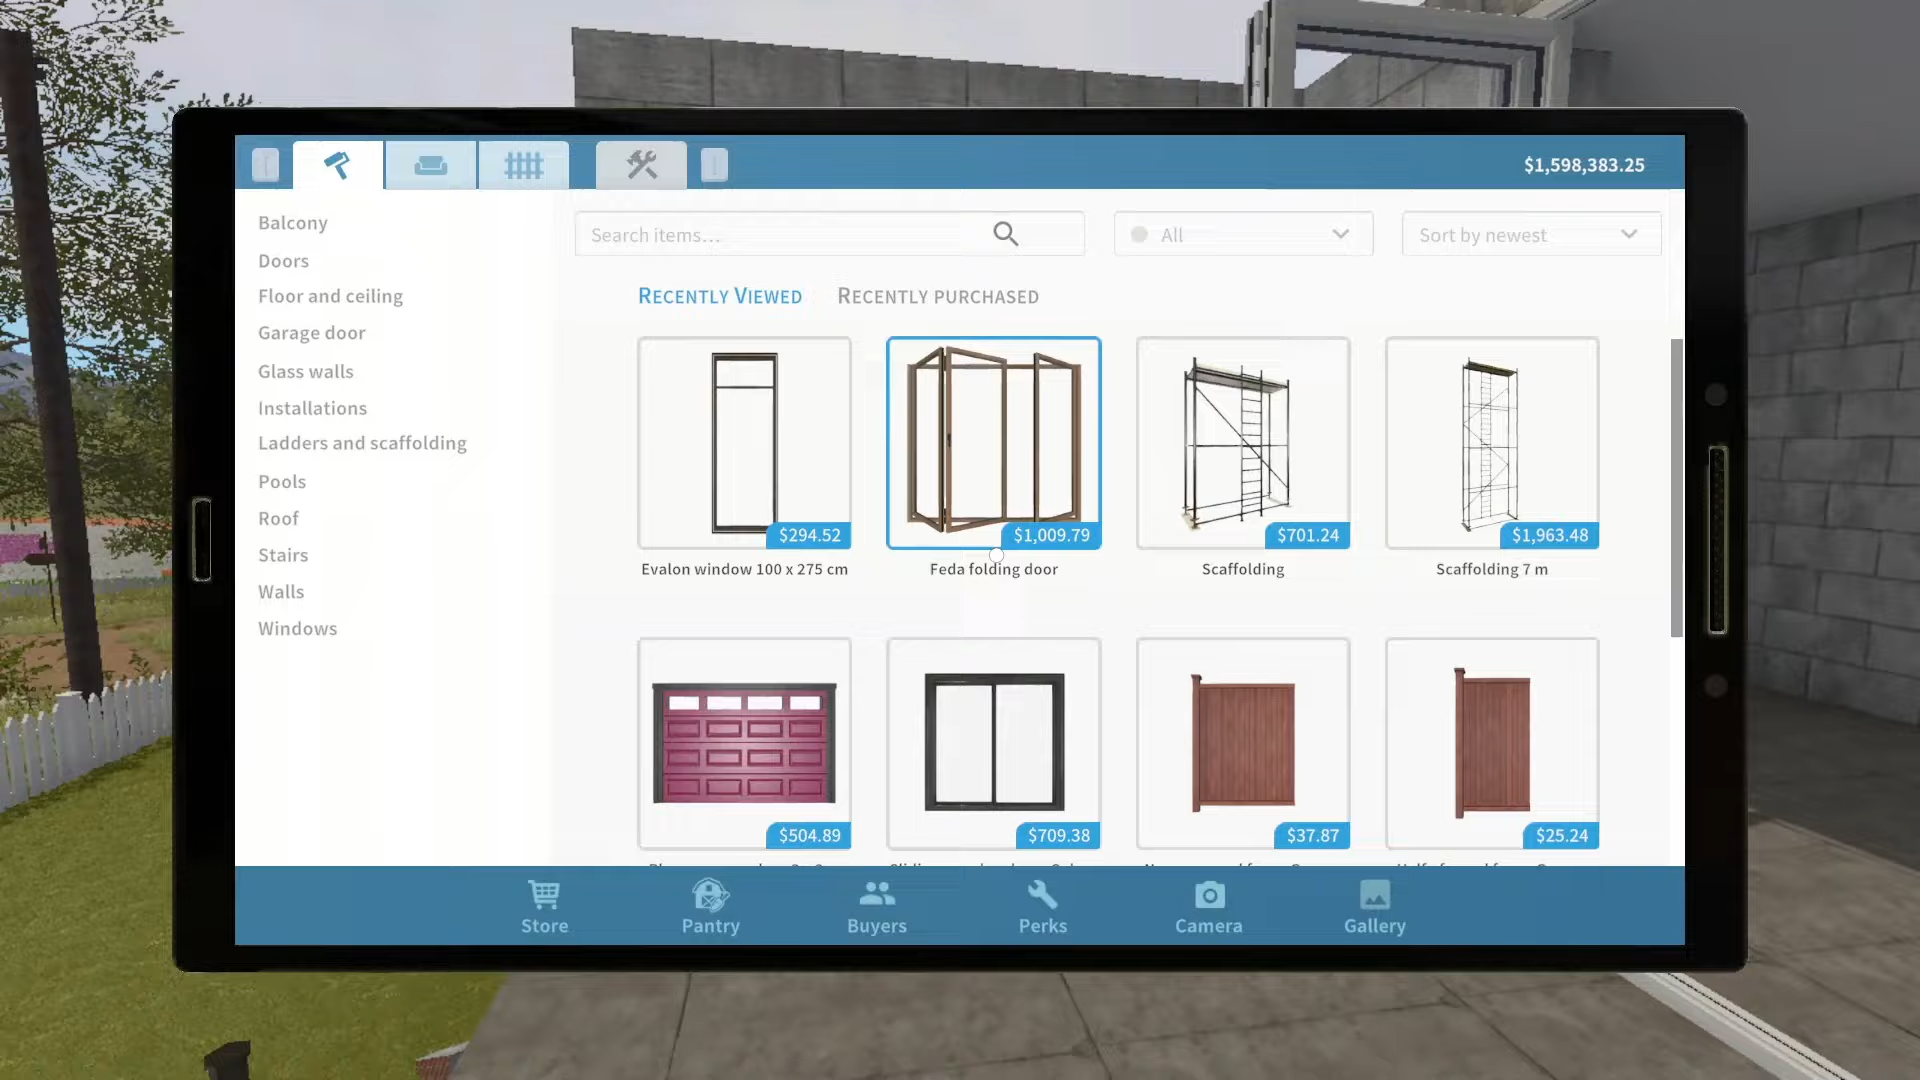 $1,598,383.25
Balcony
Doors
Floor and ceiling
Garage door
Glass walls
Installations
Ladders and scaffolding
Pools
Roof
Stairs
Walls
Windows
Search items...
All
Sort by newest
RECENTLY VIEWED
RECENTLY PURCHASED
$294.52
$1,009.79
$701.24
$1,963.48
Evalon window 100 x 275 cm
Feda folding door
Scaffolding
Scaffolding 7 m
$504.89
$709.38
$37.87
$25.24
Store
Pantry
Buyers
Perks
Camera
Gallery